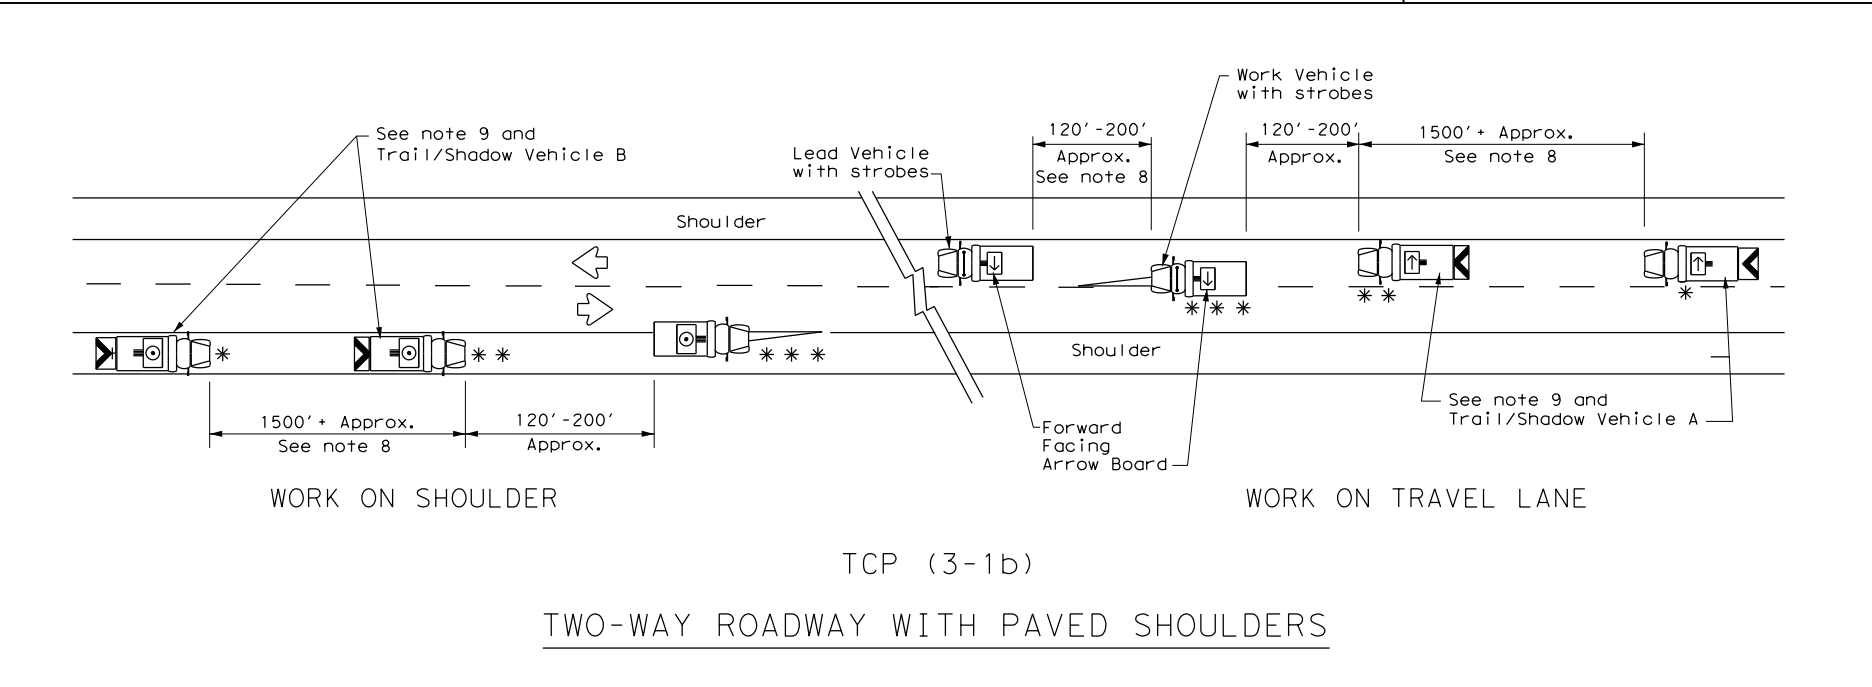 Work Vehicle
with strobes
See note 9 and
Trail/Shadow Vehicle B
Lead Vehicle
with strobes
120'-200'
Approx.
See note 8
120'-200'
Approx.
1500'+ Approx.
See note 8
Shoulder
Shoulder
* * * * * *
* * * * * *
1500'+ Approx.
See note 8
120'-200'
Approx.
Forward
Facing
Arrow Board
See note 9 and
Trail/Shadow Vehicle A
WORK ON SHOULDER
WORK ON TRAVEL LANE
TCP (3-1b)
TWO-WAY ROADWAY WITH PAVED SHOULDERS